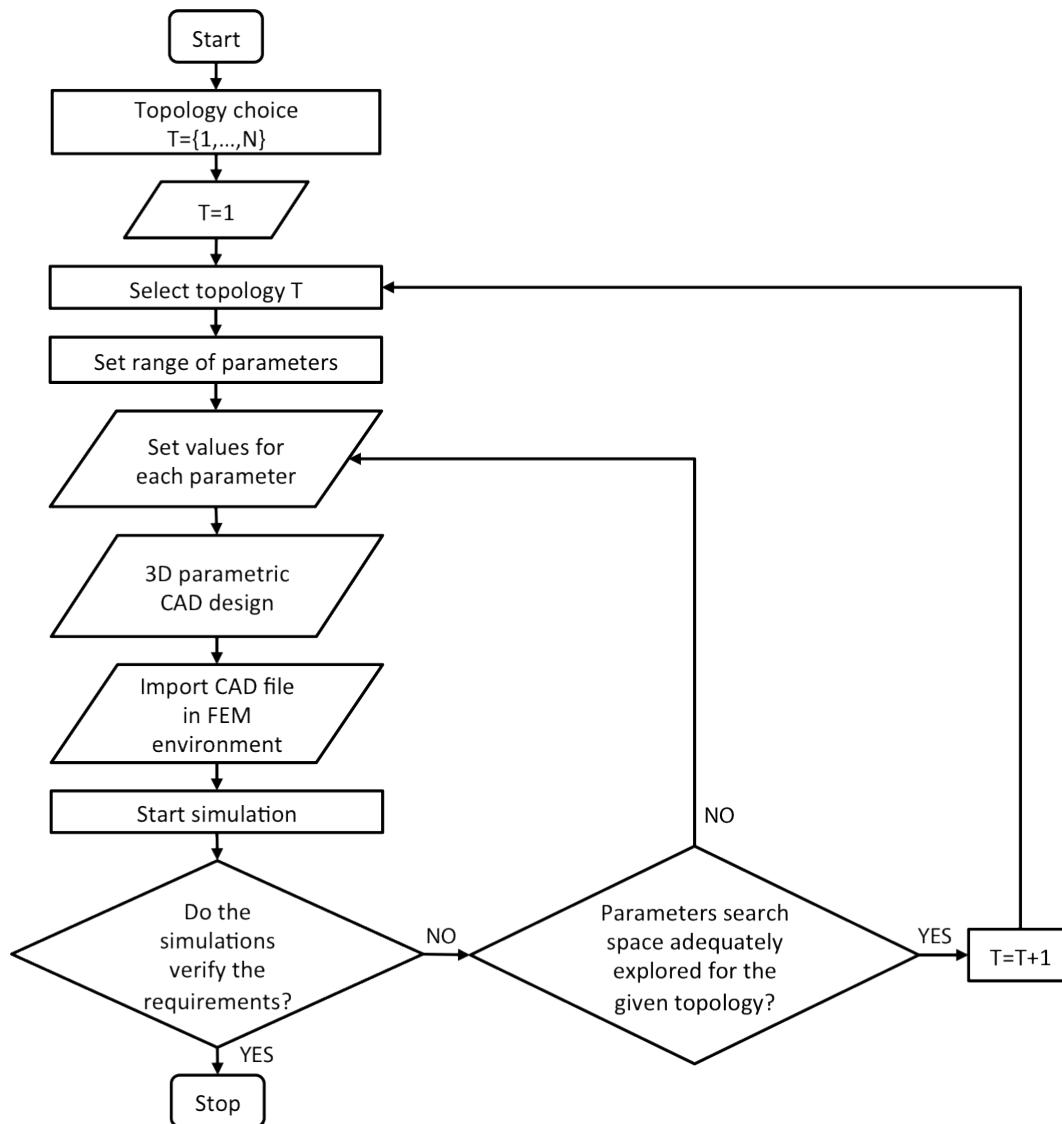 Start
Topology choice
T={1,...,N}
T=1
Select topology T
Set range of parameters
Set values for
each parameter
3D parametric
CAD design
Import CAD file
in FEM
environment
Start simulation
NO
Do the
simulations
verify the
requirements?
NO
Parameters search
space adequately
explored for the
given topology?
YES
T=T+1
YES
Stop